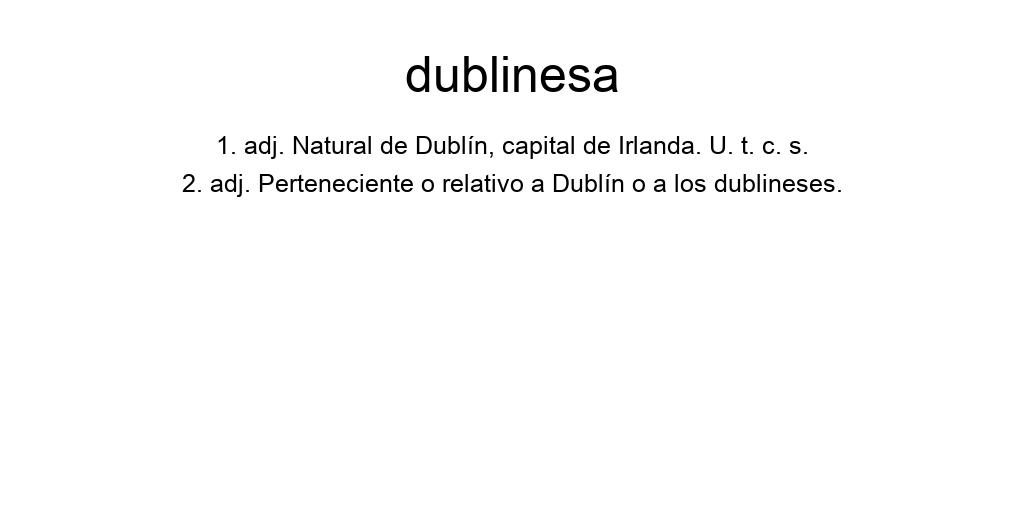 dublinesa
1. adj. Natural de Dublín, capital de Irlanda. U. t. c. s.
2. adj. Perteneciente o relativo a Dublín o a los dublineses.